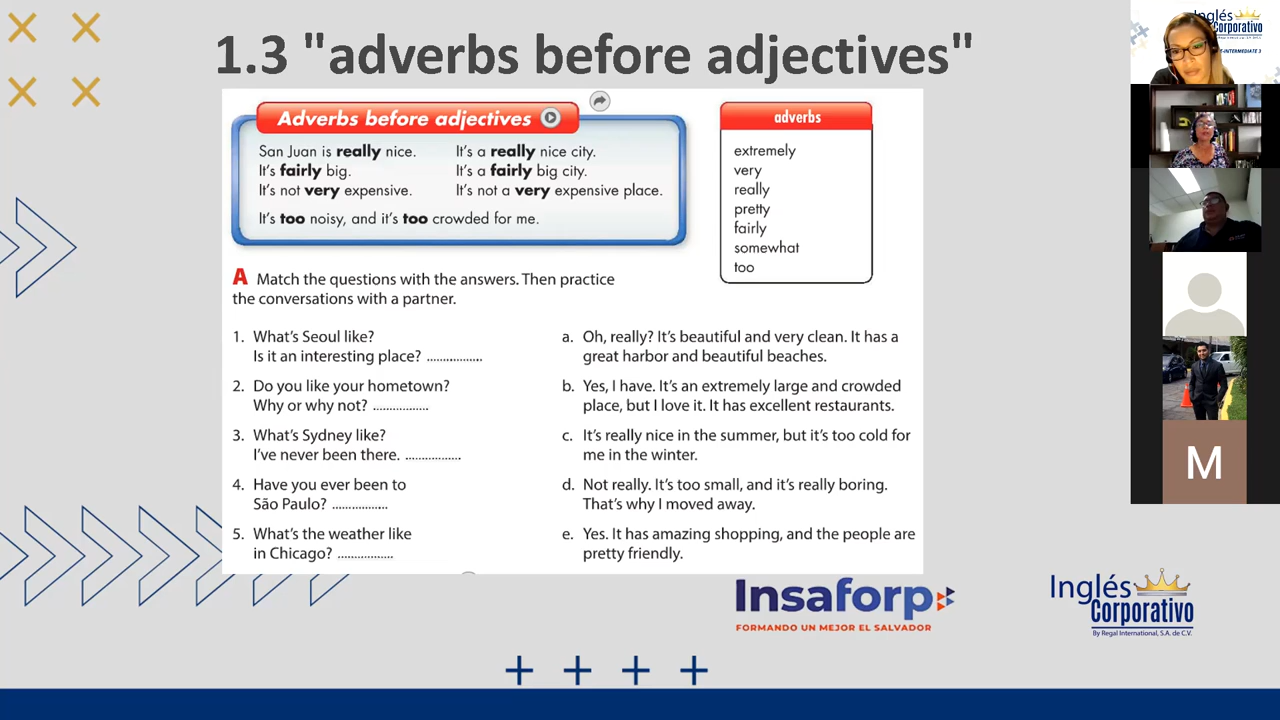 1.3 "adverbs before adjectives"
Adverbs before adjectives
San Juan is really nice.
It's fairly big.
It's not very expensive.
It's a really nice city.
It's a fairly big city.
It's not a very expensive place.
It's too noisy, and it's too crowded for me.
adverbs
extremely
very
really
pretty
fairly
somewhat
too
A Match the questions with the answers. Then practice
the conversations with a partner.
1. What's Seoul like?
Is it an interesting place? .................
2. Do you like your hometown?
Why or why not? .................
3. What's Sydney like?
I've never been there. .................
4. Have you ever been to
São Paulo? .................
5. What's the weather like
in Chicago? .................
a. Oh, really? It's beautiful and very clean. It has a
great harbor and beautiful beaches.
b. Yes, I have. It's an extremely large and crowded
place, but I love it. It has excellent restaurants.
c. It's really nice in the summer, but it's too cold for
me in the winter.
d. Not really. It's too small, and it's really boring.
That's why I moved away.
e. Yes. It has amazing shopping, and the people are
pretty friendly.
Insaforp
FORMANDO UN MEJOR EL SALVADOR
Inglés
Corporativo
By Regal International, S.A. de C.V.
Inglés
Corporativo
M